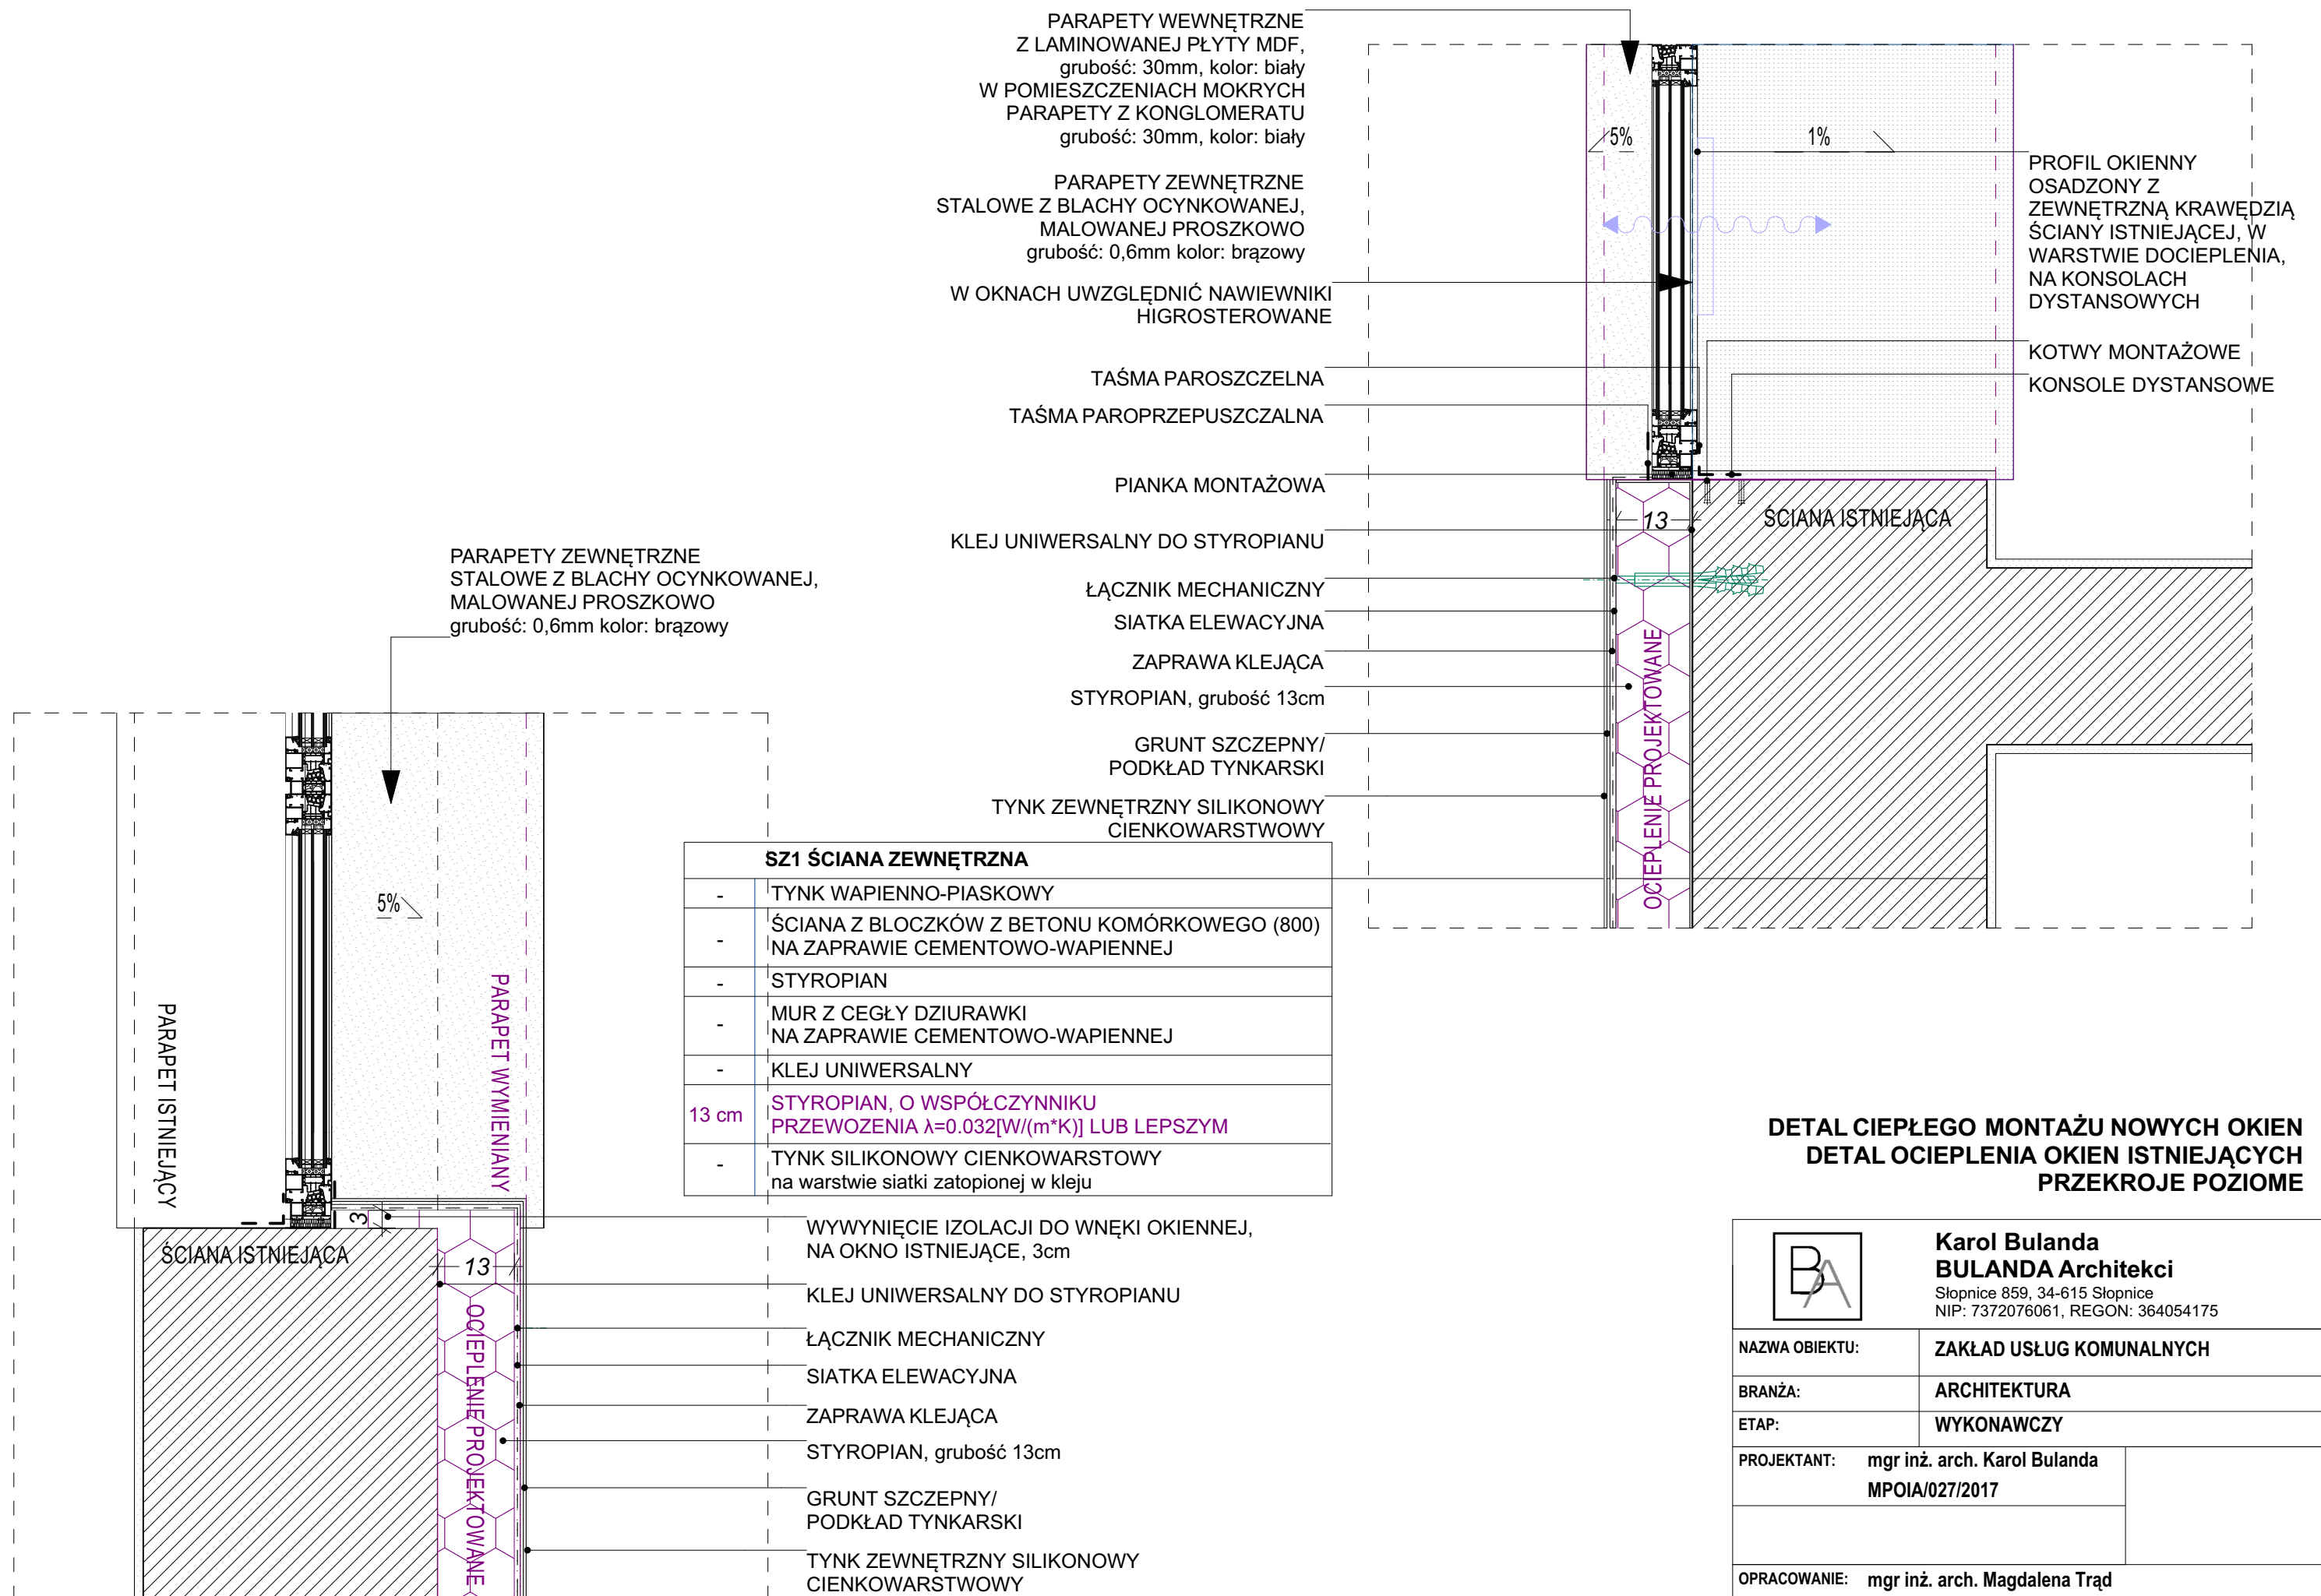 PARAPETY WEWNĘTRZNE
Z LAMINOWANEJ PŁYTY MDF,
grubość: 30mm, kolor: biały
W POMIESZCZENIACH MOKRYCH
PARAPETY Z KONGLOMERATU
grubość: 30mm, kolor: biały
PARAPETY ZEWNĘTRZNE
STALOWE Z BLACHY OCYNKOWANEJ,
MALOWANEJ PROSZKOWO
grubość: 0,6mm kolor: brązowy
W OKNACH UWZGLĘDNIĆ NAWIEWNIKI
HIGROSTEROWANE
TAŚMA PAROSZCZELNA
TAŚMA PAROPRZEPUSZCZALNA
PIANKA MONTAŻOWA
KLEJ UNIWERSALNY DO STYROPIANU
ŁĄCZNIK MECHANICZNY
SIATKA ELEWACYJNA
ZAPRAWA KLEJĄCA
STYROPIAN, grubość 13cm
GRUNT SZCZEPNY/
PODKŁAD TYNKARSKI
TYNK ZEWNĘTRZNY SILIKONOWY
CIENKOWARSTWOWY
5%
1%
PROFIL OKIENNY
OSADZONY Z
ZEWNĘTRZNĄ KRAWĘDZIĄ
ŚCIANY ISTNIEJĄCEJ, W
WARSTWIE DOCIEPLENIA,
NA KONSOLACH
DYSTANSOWYCH
KOTWY MONTAŻOWE
KONSOLE DYSTANSOWE
13
ŚCIANA ISTNIEJĄCA
OCIEPLENIE PROJEKTOWANE
PARAPETY ZEWNĘTRZNE
STALOWE Z BLACHY OCYNKOWANEJ,
MALOWANEJ PROSZKOWO
grubość: 0,6mm kolor: brązowy
5%
PARAPET ISTNIEJĄCY
PARAPET WYMIENIANY
3
ŚCIANA ISTNIEJĄCA
13
OCIEPLENIE PROJEKTOWANE
SZ1 ŚCIANA ZEWNĘTRZNA
- TYNK WAPIENNO-PIASKOWY
- ŚCIANA Z BLOCZKÓW Z BETONU KOMÓRKOWEGO (800)
NA ZAPRAWIE CEMENTOWO-WAPIENNEJ
- STYROPIAN
- MUR Z CEGŁY DZIURAWKI
NA ZAPRAWIE CEMENTOWO-WAPIENNEJ
- KLEJ UNIWERSALNY
13 cm STYROPIAN, O WSPÓŁCZYNNIKU
PRZEWOZENIA λ=0.032[W/(m*K)] LUB LEPSZYM
- TYNK SILIKONOWY CIENKOWARSTOWY
na warstwie siatki zatopionej w kleju
WYWYNIĘCIE IZOLACJI DO WNĘKI OKIENNEJ,
NA OKNO ISTNIEJĄCE, 3cm
KLEJ UNIWERSALNY DO STYROPIANU
ŁĄCZNIK MECHANICZNY
SIATKA ELEWACYJNA
ZAPRAWA KLEJĄCA
STYROPIAN, grubość 13cm
GRUNT SZCZEPNY/
PODKŁAD TYNKARSKI
TYNK ZEWNĘTRZNY SILIKONOWY
CIENKOWARSTWOWY
DETAL CIEPŁEGO MONTAŻU NOWYCH OKIEN
DETAL OCIEPLENIA OKIEN ISTNIEJĄCYCH
PRZEKROJE POZIOME
BA
Karol Bulanda
BULANDA Architekci
Słopnice 859, 34-615 Słopnice
NIP: 7372076061, REGON: 364054175
NAZWA OBIEKTU: ZAKŁAD USŁUG KOMUNALNYCH
BRANŻA: ARCHITEKTURA
ETAP: WYKONAWCZY
PROJEKTANT: mgr inż. arch. Karol Bulanda
MPOIA/027/2017
OPRACOWANIE: mgr inż. arch. Magdalena Trąd